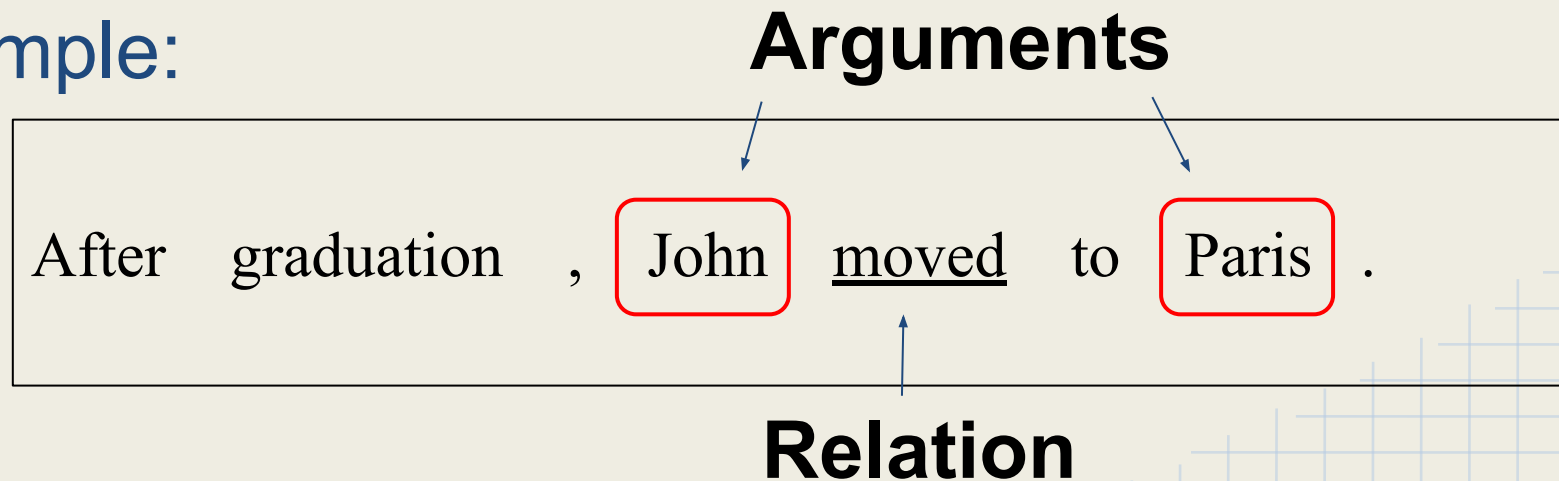 mple:
Arguments
After graduation , John moved to Paris .
Relation